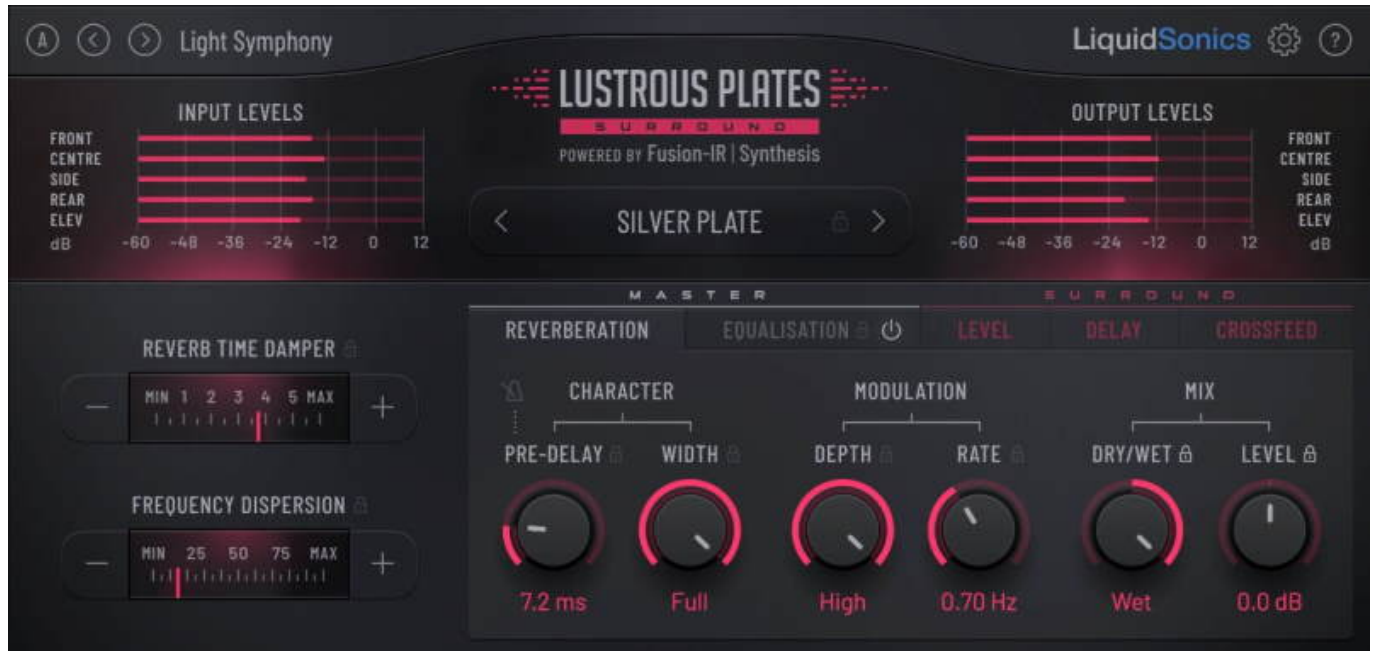 A
Light Symphony
LiquidSonics
?
LUSTROUS PLATES
SURROUND
POWERED BY Fusion-IR | Synthesis
INPUT LEVELS
FRONT
CENTRE
SIDE
REAR
ELEV
dB -60 -48 -36 -24 -12 0 12
SILVER PLATE
OUTPUT LEVELS
FRONT
CENTRE
SIDE
REAR
ELEV
-60 -48 -36 -24 -12 0 12 dB
REVERB TIME DAMPER
MIN 1 2 3 4 5 MAX
FREQUENCY DISPERSION
MIN 25 50 75 MAX
MASTER SURROUND
REVERBERATION EQUALISATION LEVEL DELAY CROSSFEED
CHARACTER MODULATION MIX
PRE-DELAY WIDTH DEPTH RATE DRY/WET LEVEL
7.2 ms Full High 0.70 Hz Wet 0.0 dB